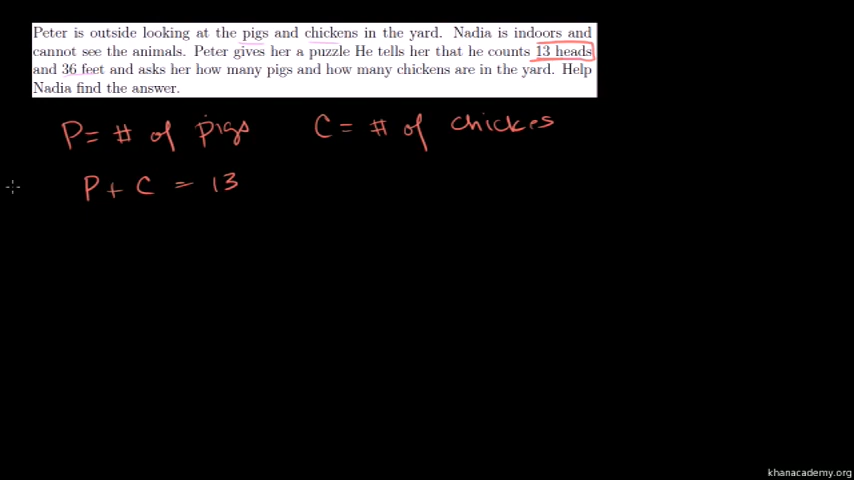 Peter is outside looking at the pigs and chickens in the yard. Nadia is indoors and
cannot see the animals. Peter gives her a puzzle He tells her that he counts 13 heads
and 36 feet and asks her how many pigs and how many chickens are in the yard. Help
Nadia find the answer.
P = # of pigs C = # of chickes
P + C = 13
khanacademy.org